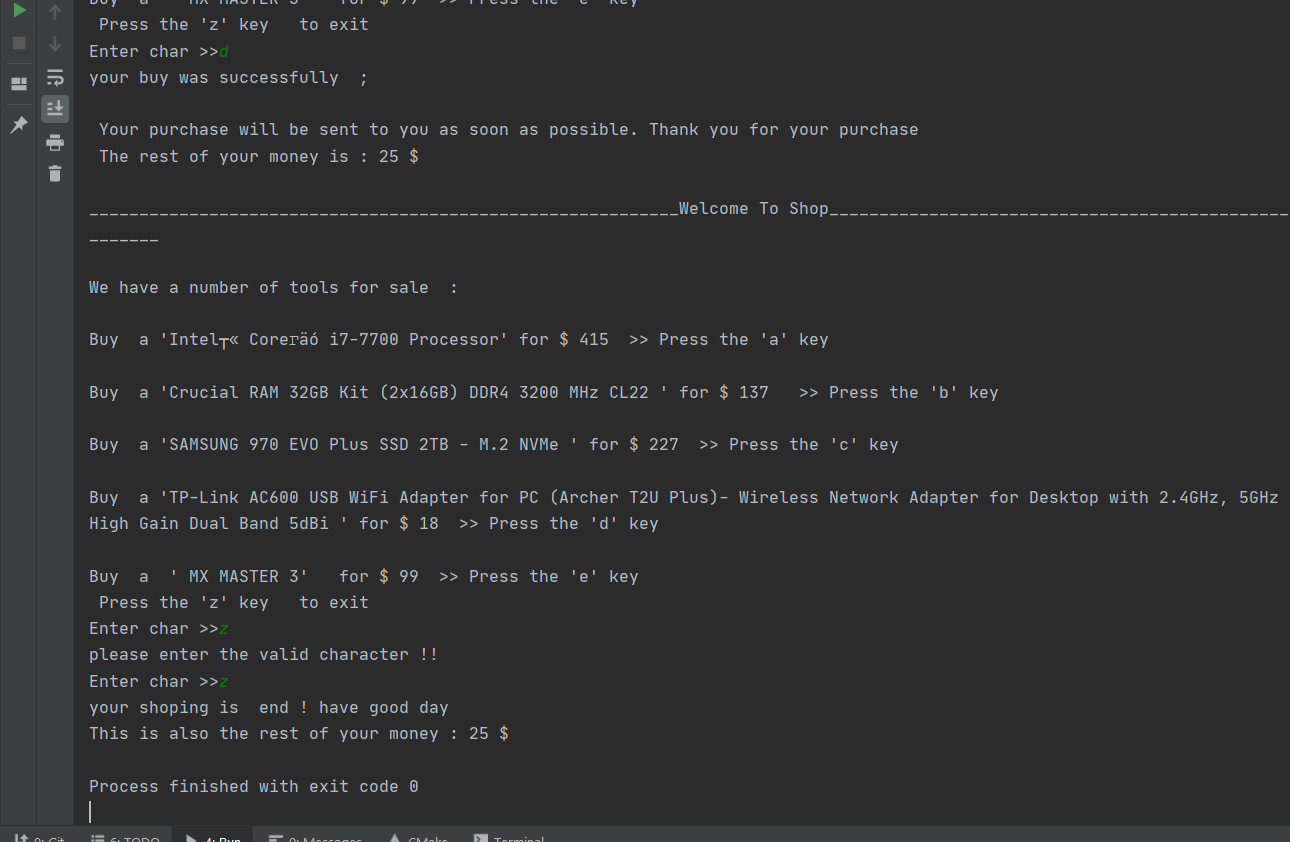 Buy  a  ' MX MASTER 3'   for $ 99  >> Press the 'e' key
 Press the 'z' key   to exit
Enter char >>d
your buy was successfully  ;
 Your purchase will be sent to you as soon as possible. Thank you for your purchase
 The rest of your money is : 25 $
___________________________________________________________Welcome To Shop______________________________________________
_______
We have a number of tools for sale  :
Buy  a 'Intel┬« CoreΓäó i7-7700 Processor' for $ 415  >> Press the 'a' key
Buy  a 'Crucial RAM 32GB Kit (2x16GB) DDR4 3200 MHz CL22 ' for $ 137   >> Press the 'b' key
Buy  a 'SAMSUNG 970 EVO Plus SSD 2TB - M.2 NVMe ' for $ 227  >> Press the 'c' key
Buy  a 'TP-Link AC600 USB WiFi Adapter for PC (Archer T2U Plus)- Wireless Network Adapter for Desktop with 2.4GHz, 5GHz
High Gain Dual Band 5dBi ' for $ 18  >> Press the 'd' key
Buy  a  ' MX MASTER 3'   for $ 99  >> Press the 'e' key
 Press the 'z' key   to exit
Enter char >>z
please enter the valid character !!
Enter char >>z
your shoping is  end ! have good day
This is also the rest of your money : 25 $
Process finished with exit code 0
9: Git 6: TODO 4: Run 0: Messages CMake Terminal